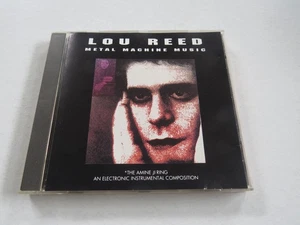 LOU REED
METAL MACHINE MUSIC
*THE AMINE β RING
AN ELECTRONIC INSTRUMENTAL COMPOSITION